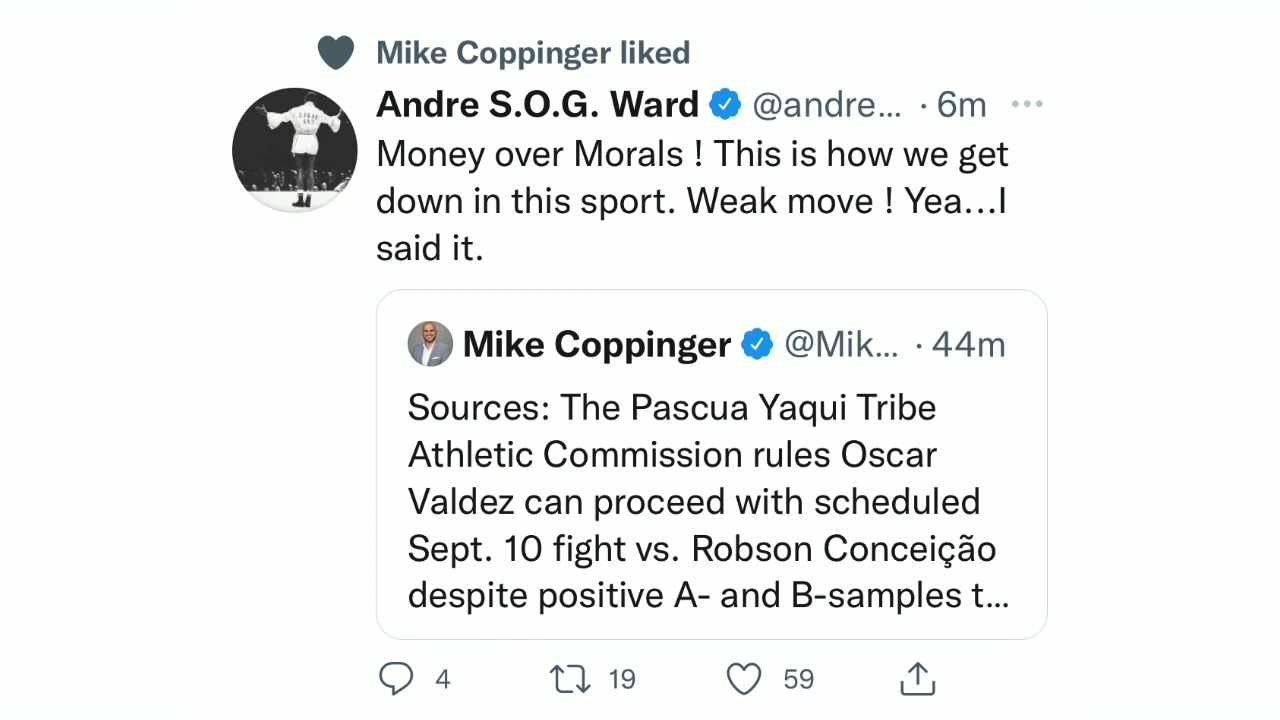 Mike Coppinger liked
Andre S.O.G. Ward @andre... · 6m
Money over Morals ! This is how we get
down in this sport. Weak move ! Yea...I
said it.
Mike Coppinger @Mik... · 44m
Sources: The Pascua Yaqui Tribe
Athletic Commission rules Oscar
Valdez can proceed with scheduled
Sept. 10 fight vs. Robson Conceição
despite positive A- and B-samples t...
4 19 59